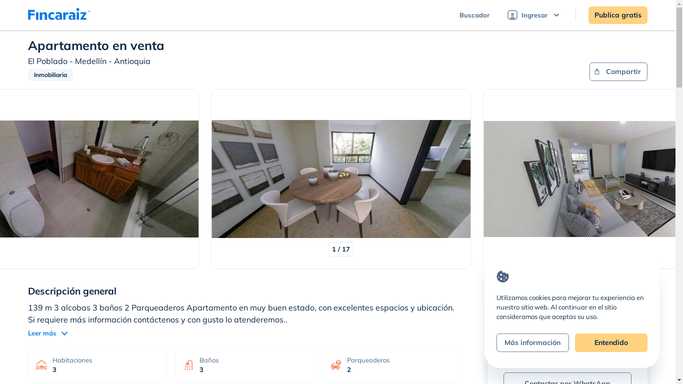 Fincaraiz
Buscador
Ingresar
Publica gratis
Apartamento en venta
El Poblado - Medellín - Antioquia
Inmobiliaria
Compartir
1 / 17
Descripción general
139 m 3 alcobas 3 baños 2 Parqueaderos Apartamento en muy buen estado, con excelentes espacios y ubicación.
Si requiere más información contáctenos y con gusto lo atenderemos..
Leer más
Habitaciones
3
Baños
3
Parqueaderos
2
Utilizamos cookies para mejorar tu experiencia en
nuestro sitio web. Al continuar en el sitio
consideramos que aceptas su uso.
Más información
Entendido
Contactar por WhatsApp